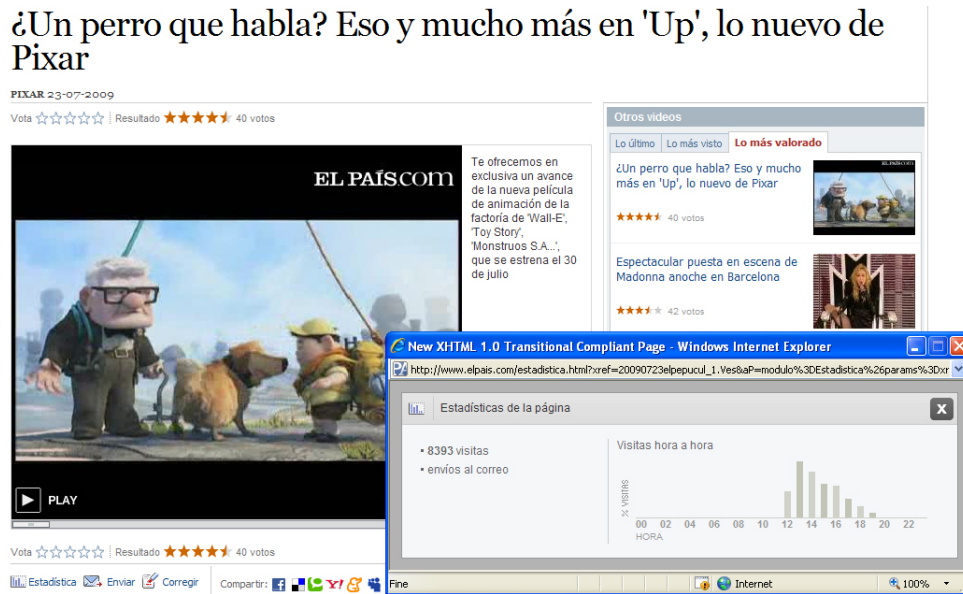 ¿Un perro que habla? Eso y mucho más en 'Up', lo nuevo de
Pixar
PIXAR 23-07-2009
Vota
Resultado
40 votos
EL PAÍS.COM
Te ofrecemos en
exclusiva un avance
de la nueva película
de animación de la
factoría de 'Wall-E',
'Toy Story',
'Monstruos S.A...',
que se estrena el 30
de julio
PLAY
Otros videos
Lo último Lo más visto Lo más valorado
¿Un perro que habla? Eso y mucho
más en 'Up', lo nuevo de Pixar
40 votos
EL PAÍS.COM
Espectacular puesta en escena de
Madonna anoche en Barcelona
42 votos
New XHTML 1.0 Transitional Compliant Page - Windows Internet Explorer
http://www.elpais.com/estadistica.html?xref=20090723elpepucul_1.Ves&aP=modulo%3DEstadistica%26params%3Dxr
Estadísticas de la página
X
• 8393 visitas
• envíos al correo
Visitas hora a hora
% VISITAS
00 02 04 06 08 10 12 14 16 18 20 22
HORA
Fine
Internet
100%
Vota
Resultado
40 votos
Estadística Enviar Corregir Compartir: